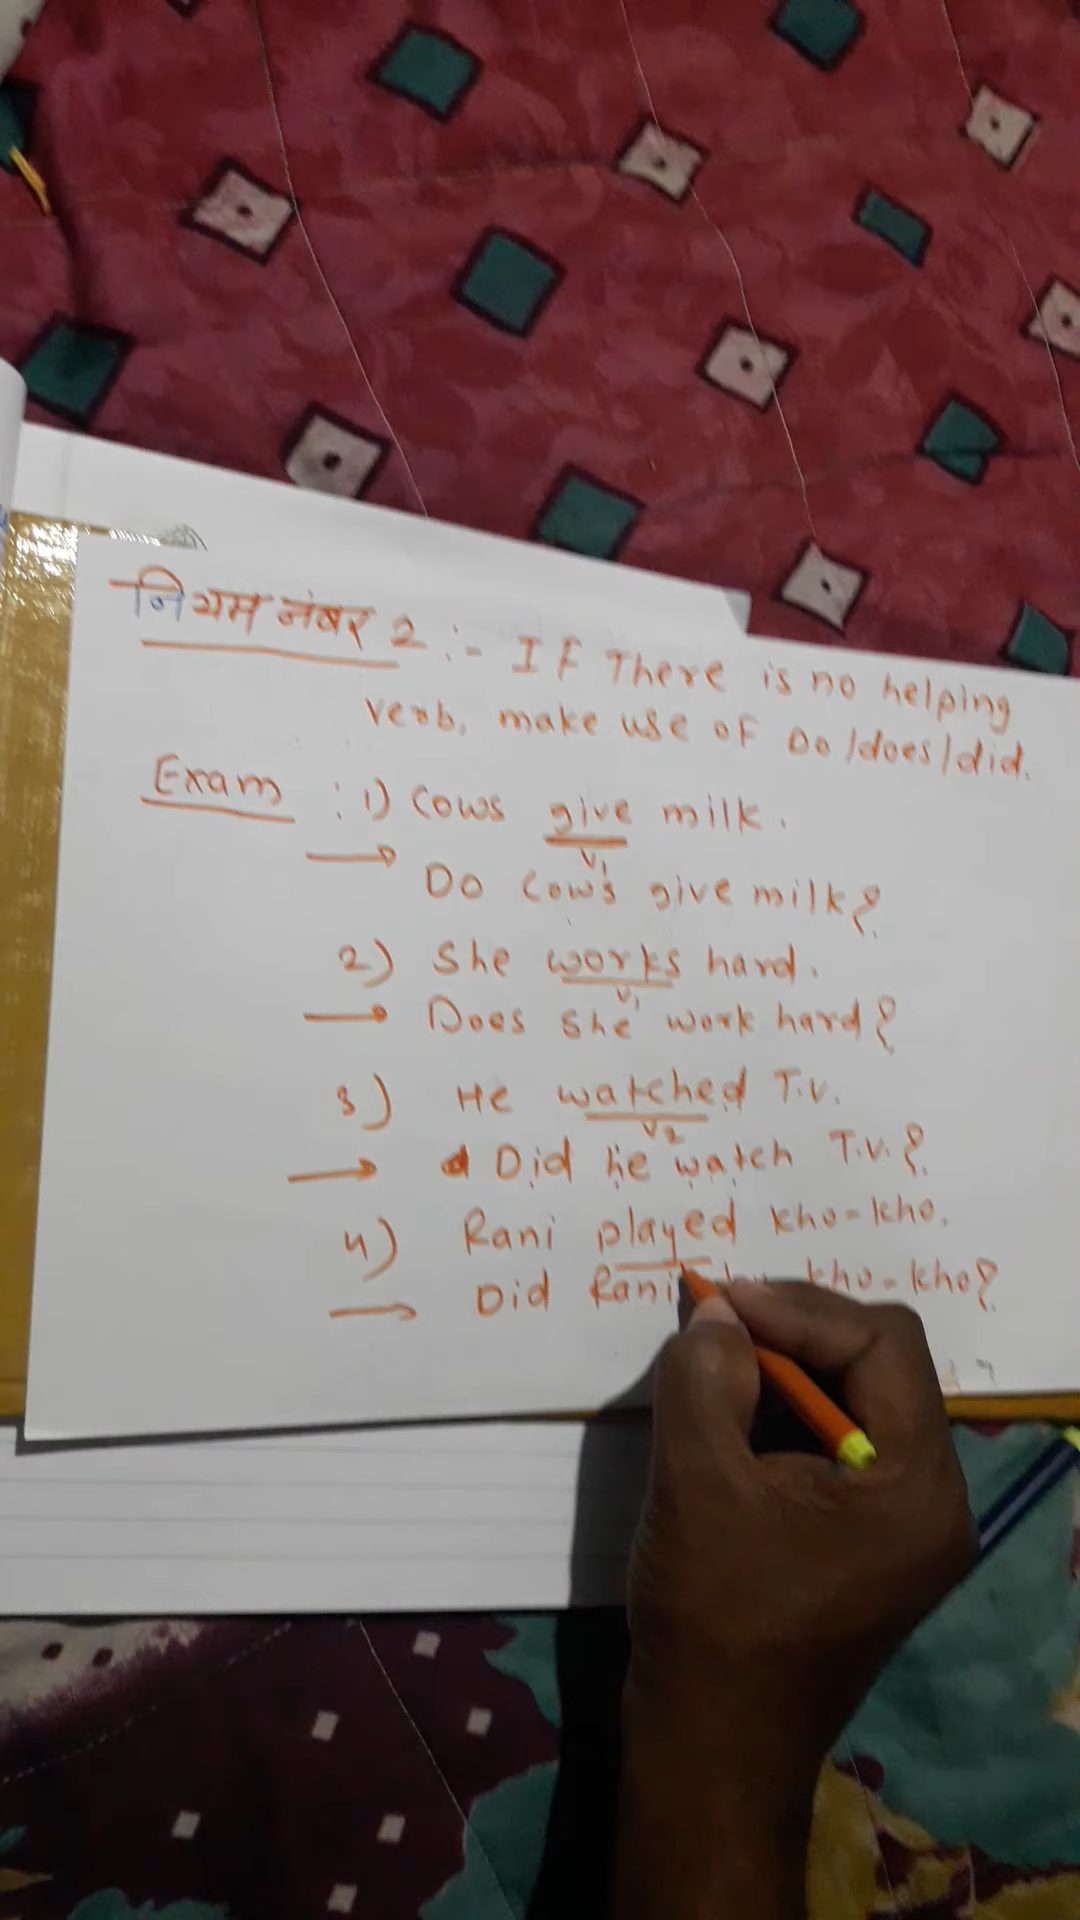 नियम नंबर 2 :- IF There is no helping
verb, make use of Do/does/did.
Exam : 1) Cows give milk.
V1
→ Do Cows give milk?
2) She works hard.
V1
→ Does she work hard?
3) He watched T.V.
V2
→ Did he watch T.V.?
4) Rani played kho-kho.
→ Did Rani kho-kho?